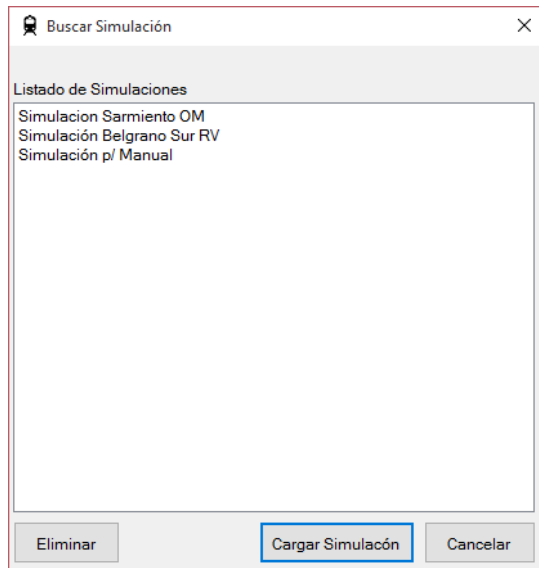 Buscar Simulación
Listado de Simulaciones
Simulacion Sarmiento OM
Simulación Belgrano Sur RV
Simulación p/ Manual
Eliminar
Cargar Simulacón
Cancelar